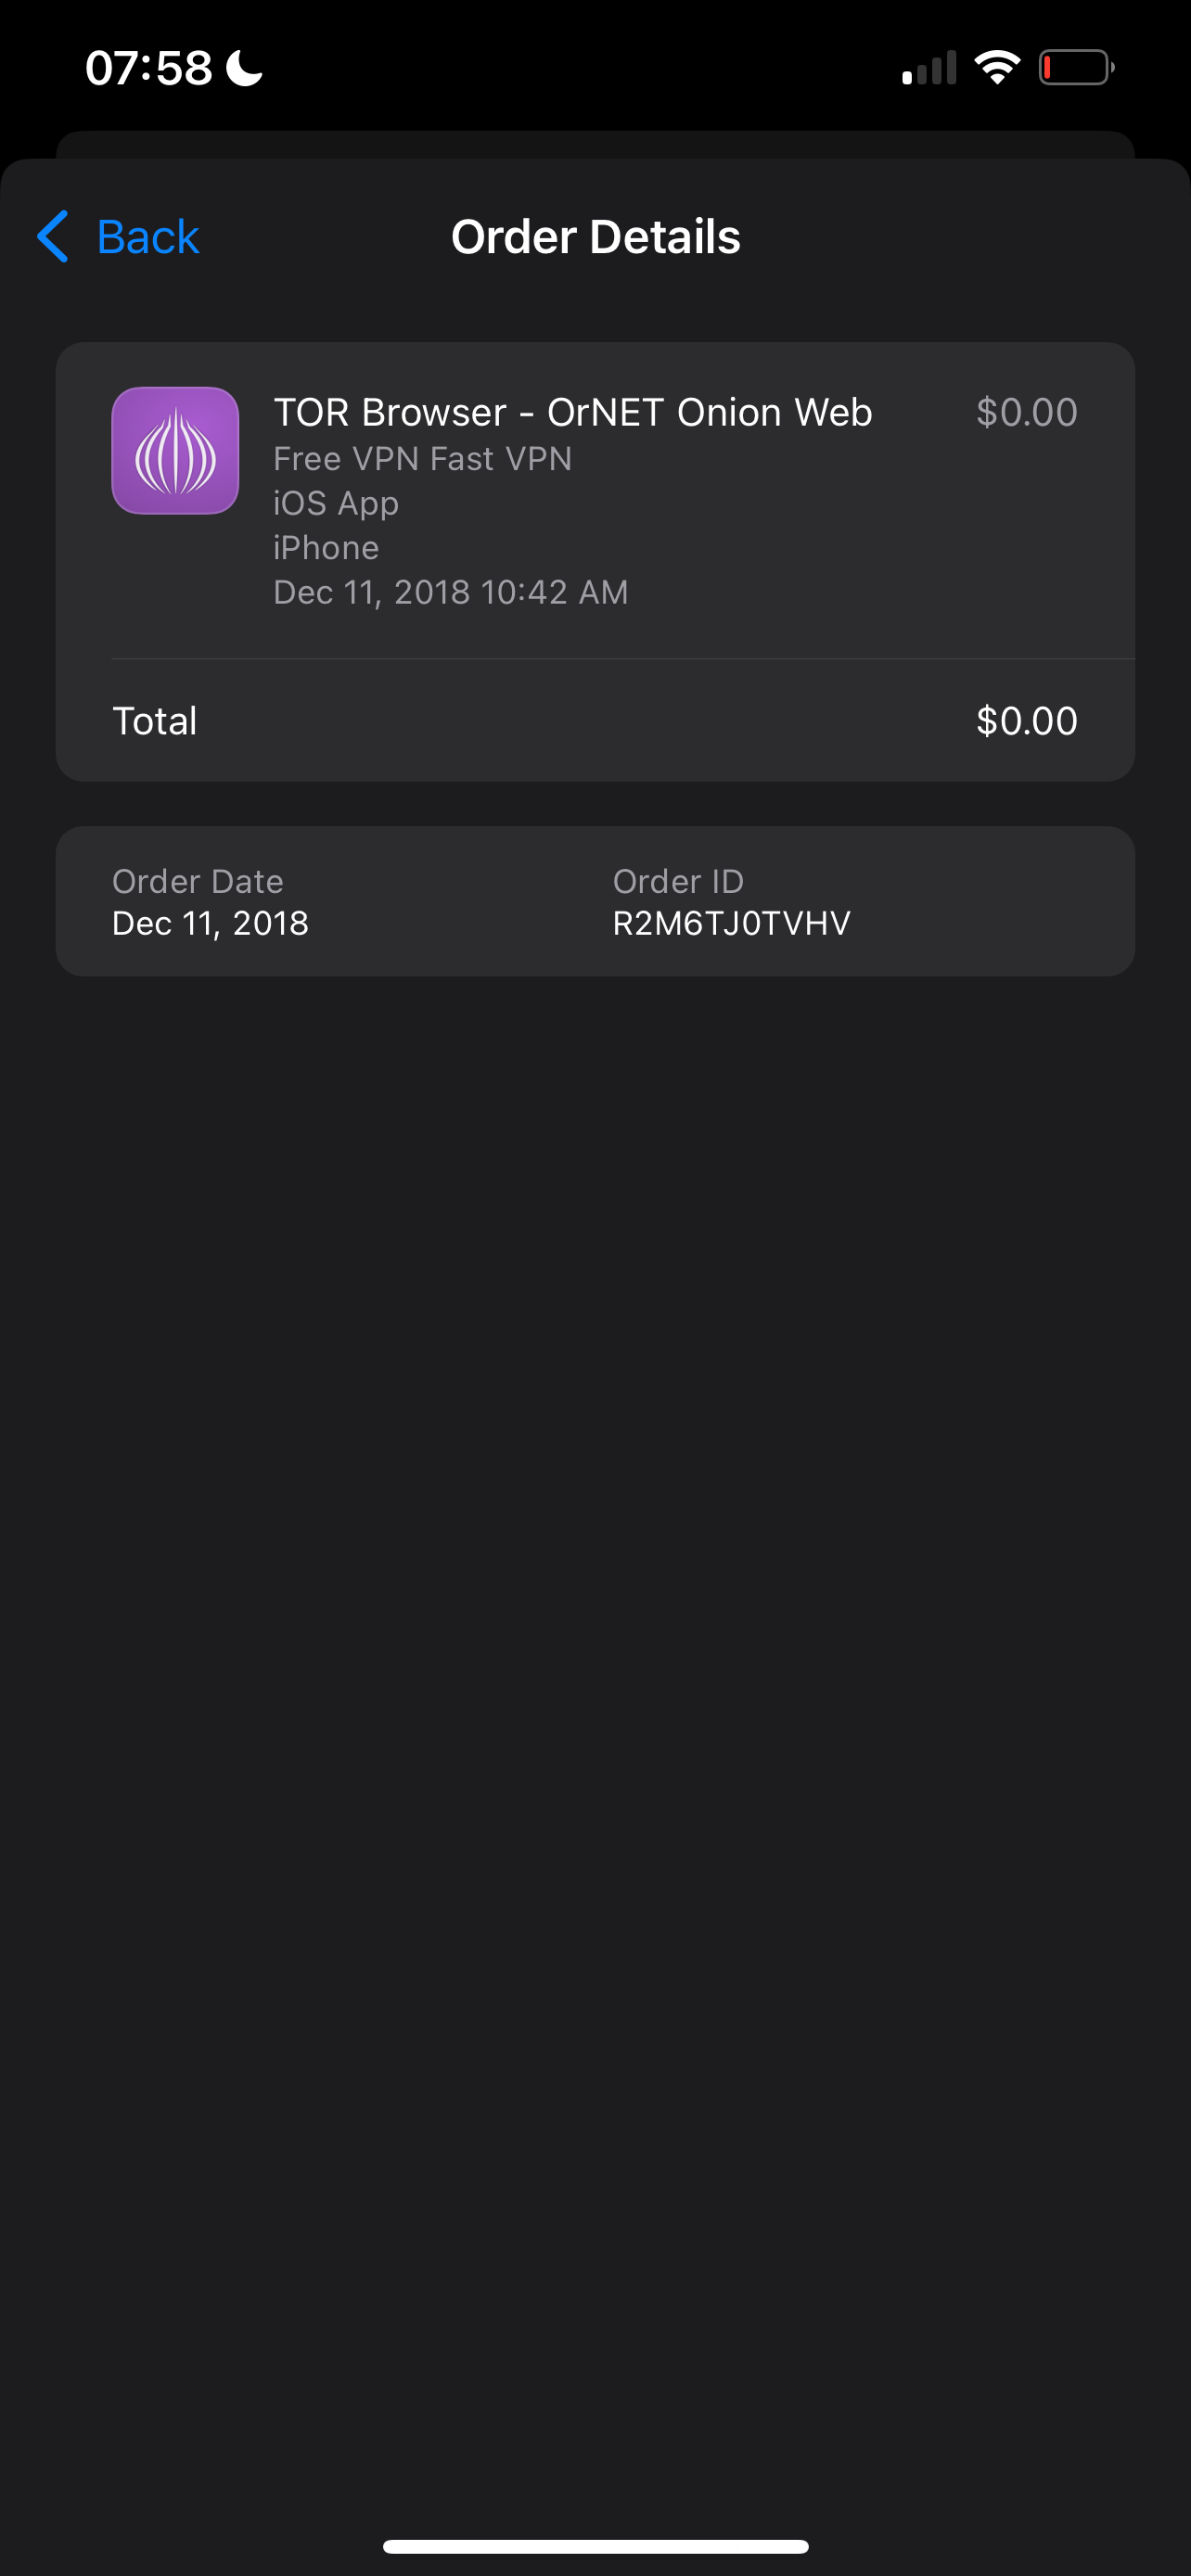 07:58
Back
Order Details
TOR Browser - OrNET Onion Web
$0.00
Free VPN Fast VPN
iOS App
iPhone
Dec 11, 2018 10:42 AM
Total
$0.00
Order Date
Order ID
Dec 11, 2018
R2M6TJ0TVHV